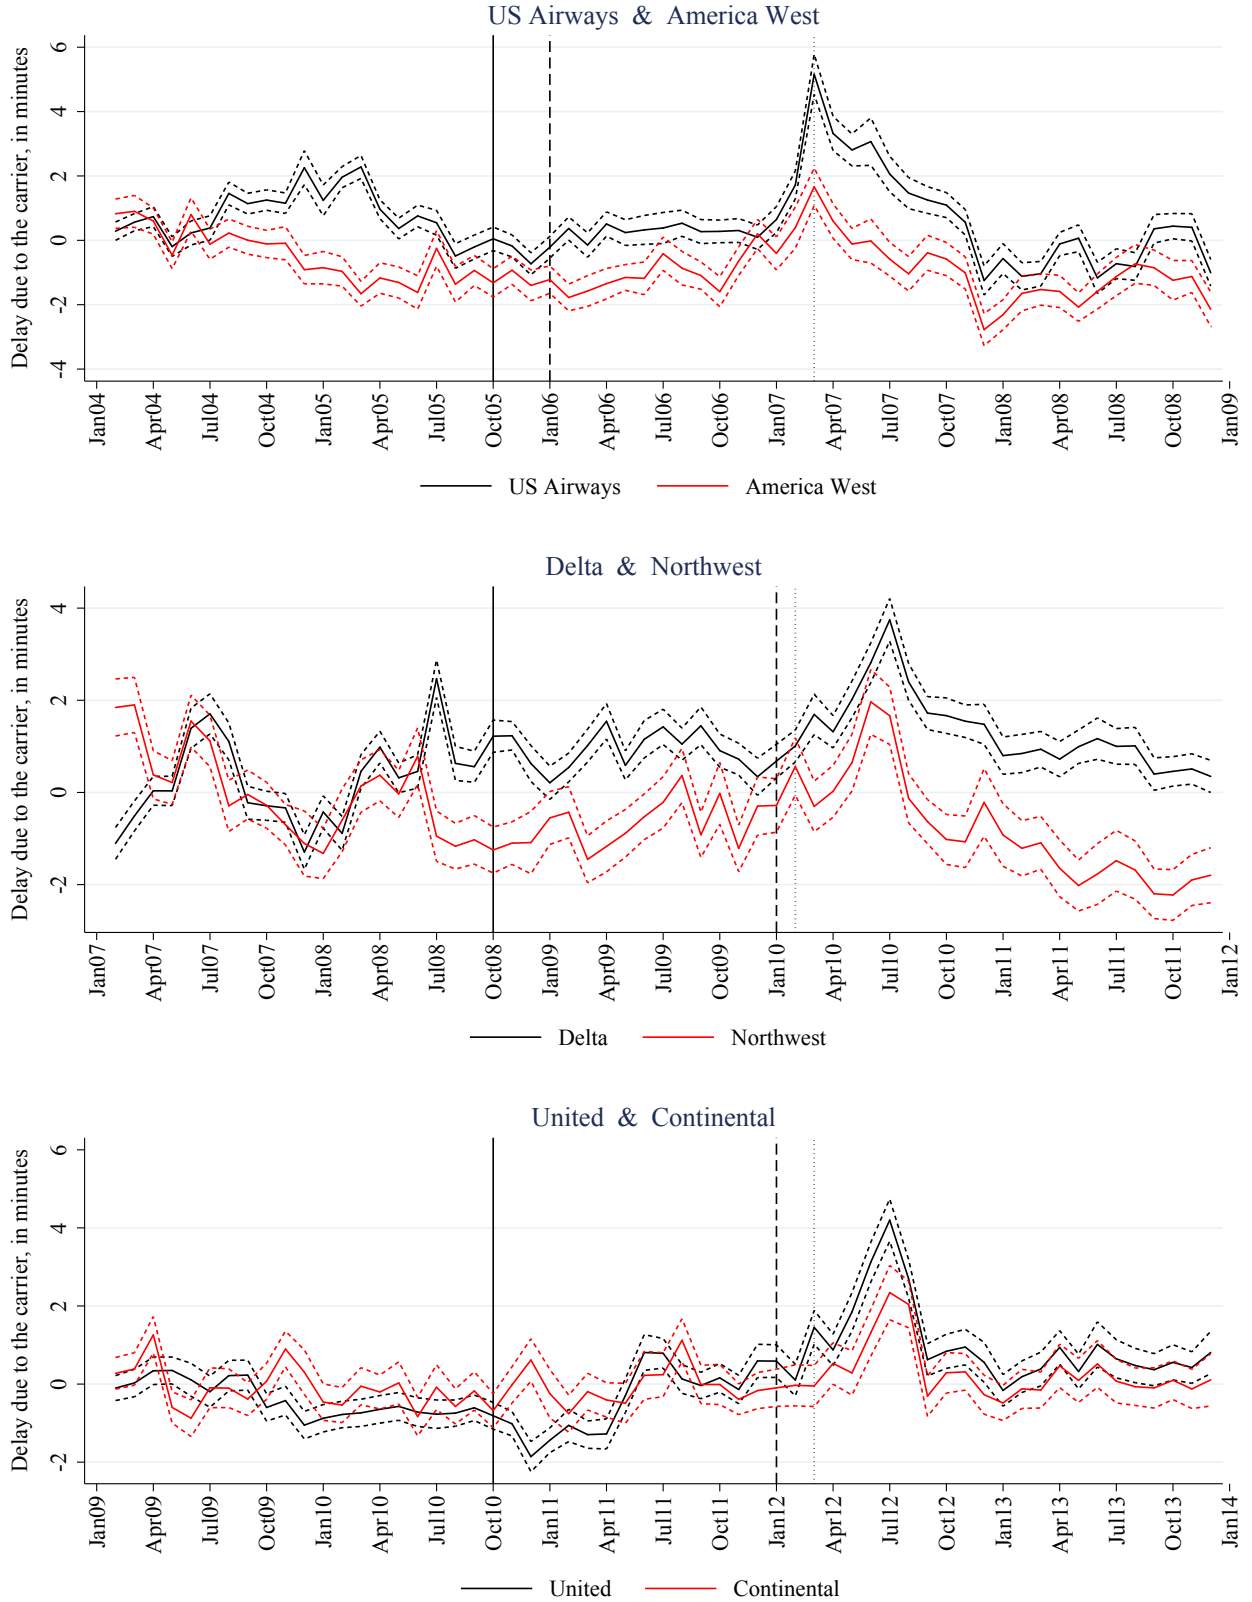 US Airways & America West
Delay due to the carrier, in minutes
6
4
2
0
-2
-4
Jan04
Apr04
Jul04
Oct04
Jan05
Apr05
Jul05
Oct05
Jan06
Apr06
Jul06
Oct06
Jan07
Apr07
Jul07
Oct07
Jan08
Apr08
Jul08
Oct08
Jan09
US Airways
America West
Delta & Northwest
Delay due to the carrier, in minutes
4
2
0
-2
Jan07
Apr07
Jul07
Oct07
Jan08
Apr08
Jul08
Oct08
Jan09
Apr09
Jul09
Oct09
Jan10
Apr10
Jul10
Oct10
Jan11
Apr11
Jul11
Oct11
Jan12
Delta
Northwest
United & Continental
Delay due to the carrier, in minutes
6
4
2
0
-2
Jan09
Apr09
Jul09
Oct09
Jan10
Apr10
Jul10
Oct10
Jan11
Apr11
Jul11
Oct11
Jan12
Apr12
Jul12
Oct12
Jan13
Apr13
Jul13
Oct13
Jan14
United
Continental